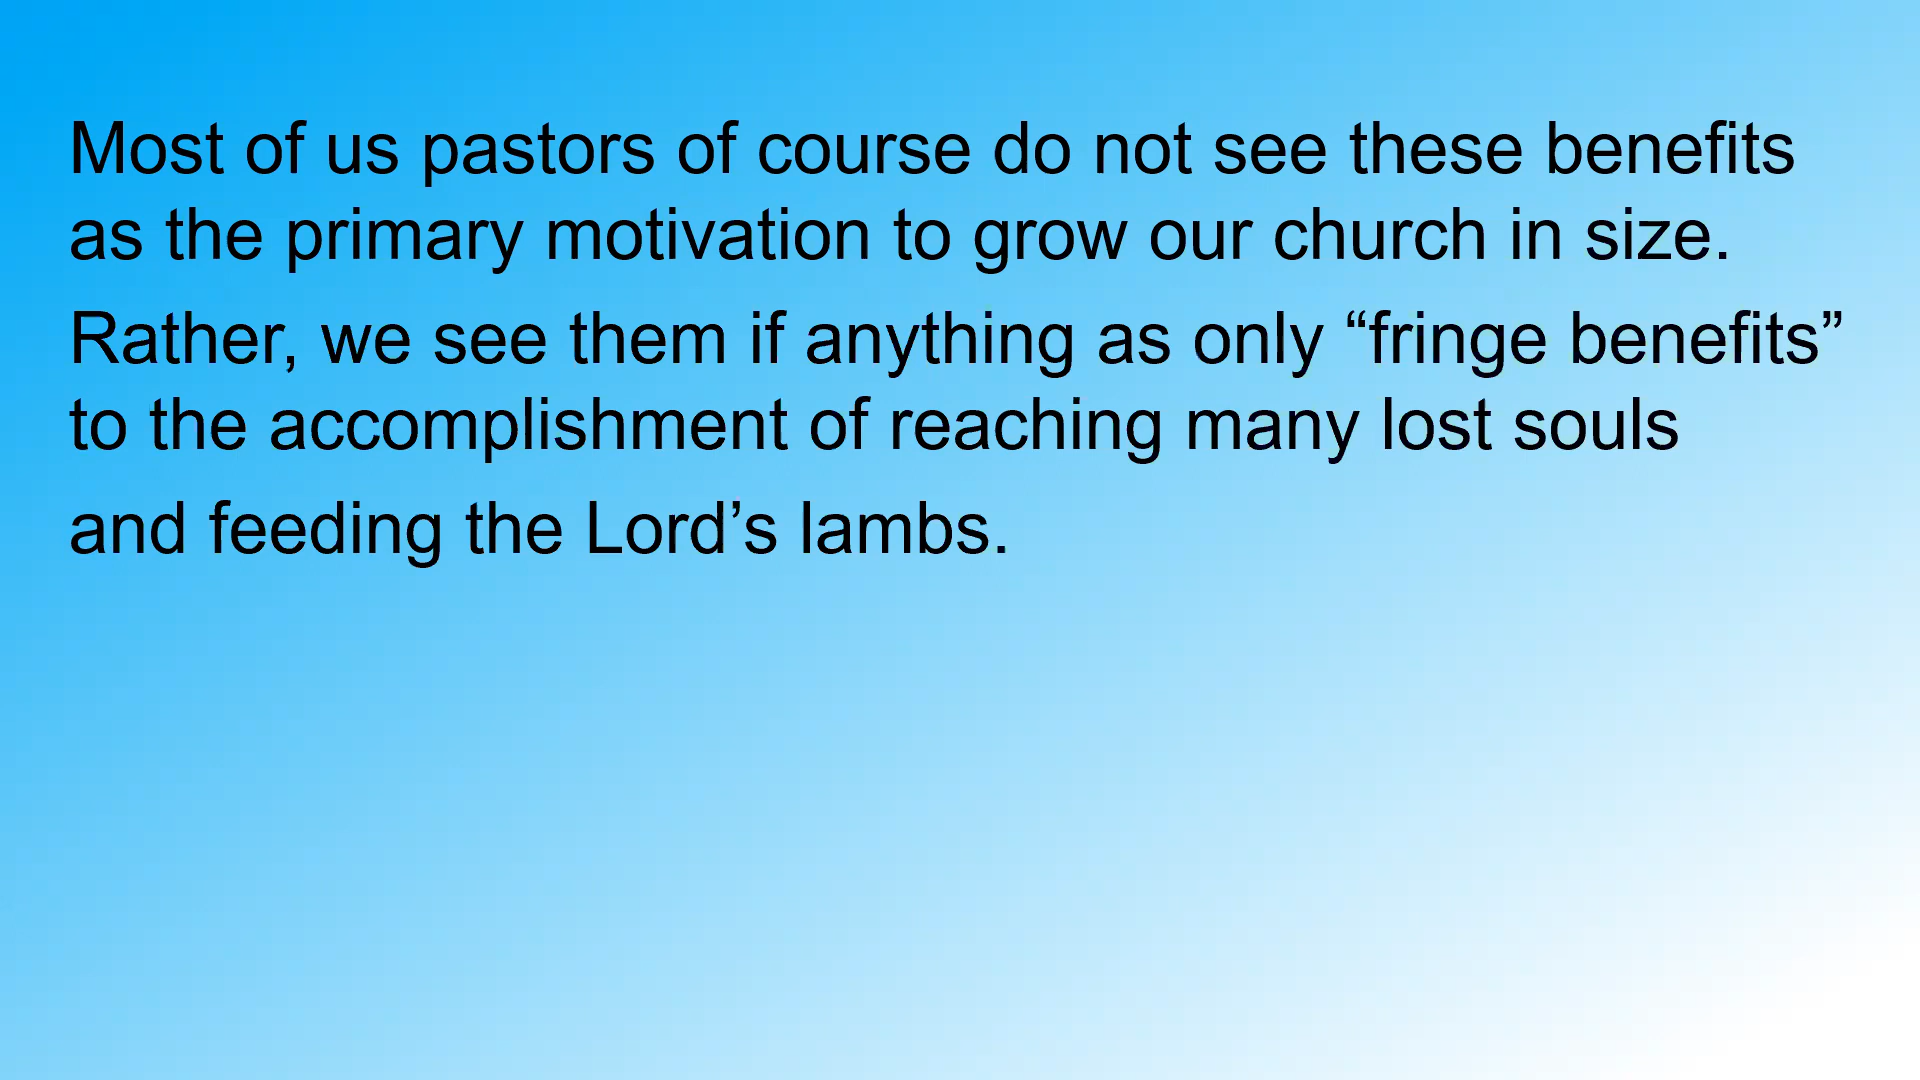 Most of us pastors of course do not see these benefits
as the primary motivation to grow our church in size.
Rather, we see them if anything as only “fringe benefits”
to the accomplishment of reaching many lost souls
and feeding the Lord’s lambs.